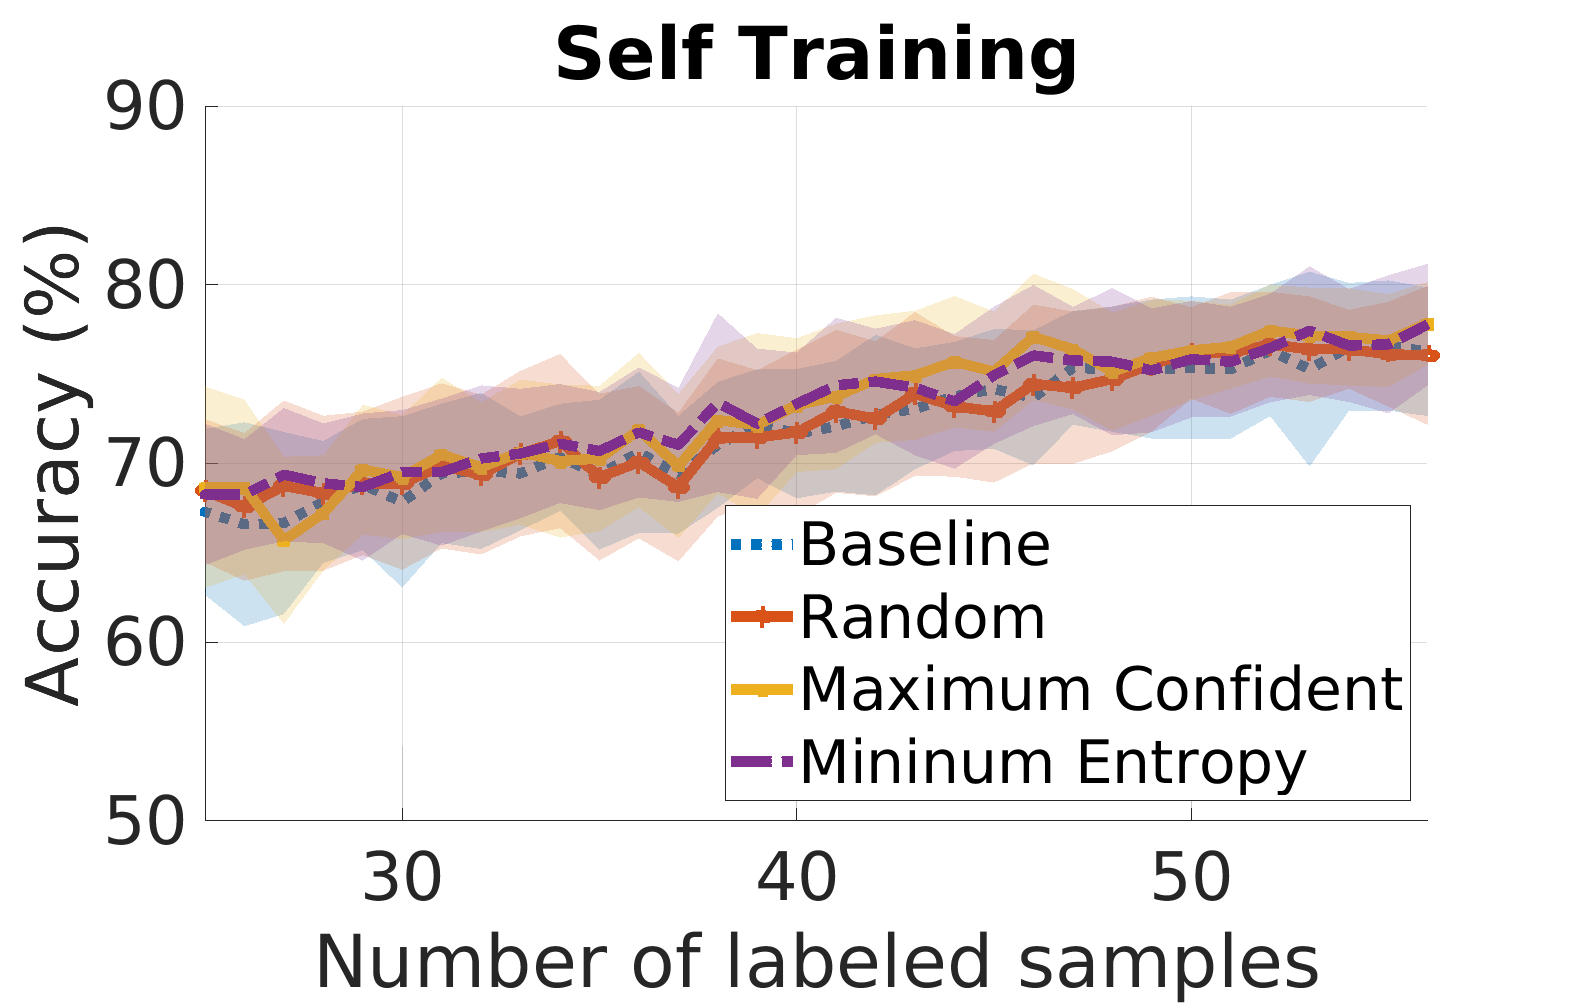 Self Training
Accuracy (%)
90
80
70
60
50
30
40
50
Number of labeled samples
Baseline
Random
Maximum Confident
Mininum Entropy